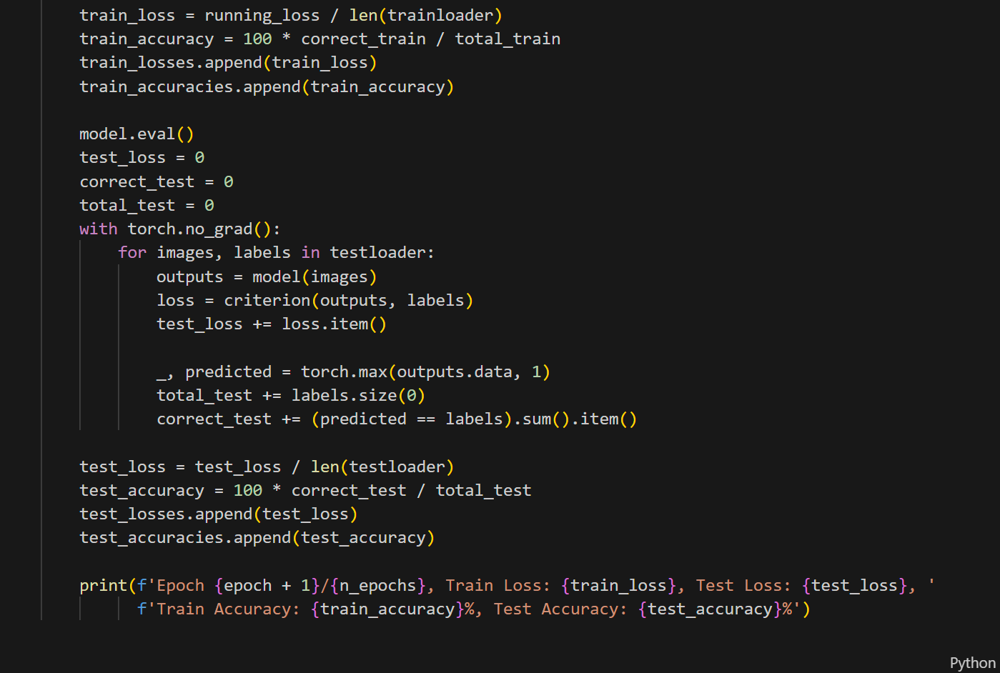 train_loss = running_loss / len(trainloader)
train_accuracy = 100 * correct_train / total_train
train_losses.append(train_loss)
train_accuracies.append(train_accuracy)
model.eval()
test_loss = 0
correct_test = 0
total_test = 0
with torch.no_grad():
for images, labels in testloader:
outputs = model(images)
loss = criterion(outputs, labels)
test_loss += loss.item()
_, predicted = torch.max(outputs.data, 1)
total_test += labels.size(0)
correct_test += (predicted == labels).sum().item()
test_loss = test_loss / len(testloader)
test_accuracy = 100 * correct_test / total_test
test_losses.append(test_loss)
test_accuracies.append(test_accuracy)
print(f'Epoch {epoch + 1}/{n_epochs}, Train Loss: {train_loss}, Test Loss: {test_loss}, '
f'Train Accuracy: {train_accuracy}%, Test Accuracy: {test_accuracy}%')
Python